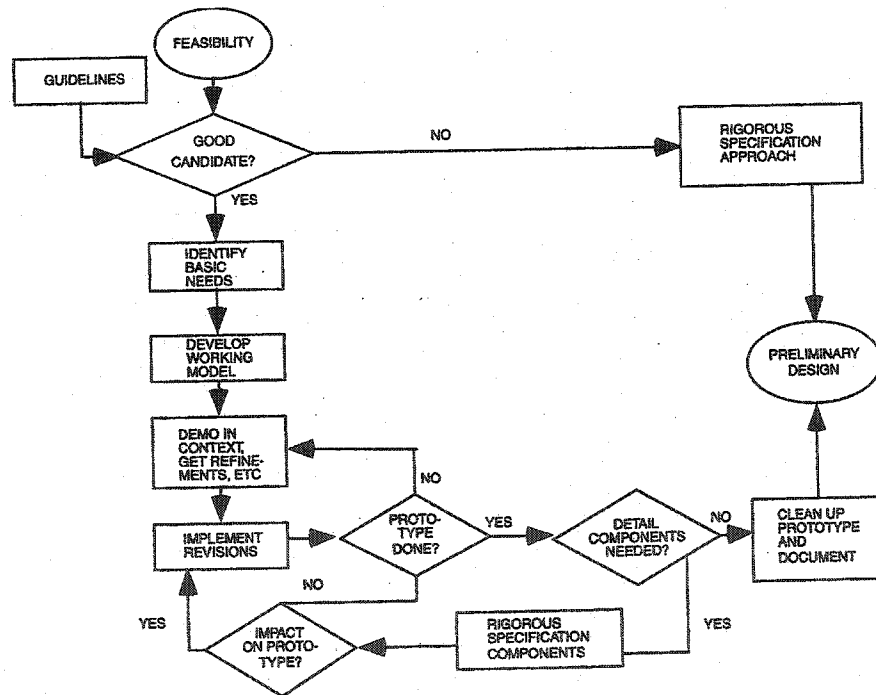 FEASIBILITY
GUIDELINES
GOOD
CANDIDATE?
NO
RIGOROUS
SPECIFICATION
APPROACH
YES
IDENTIFY
BASIC
NEEDS
DEVELOP
WORKING
MODEL
PRELIMINARY
DESIGN
DEMO IN
CONTEXT,
GET REFINE-
MENTS, ETC
NO
IMPLEMENT
REVISIONS
PROTO-
TYPE
DONE?
YES
DETAIL
COMPONENTS
NEEDED?
NO
CLEAN UP
PROTOTYPE
AND
DOCUMENT
NO
YES
IMPACT
ON PROTO-
TYPE?
RIGOROUS
SPECIFICATION
COMPONENTS
YES